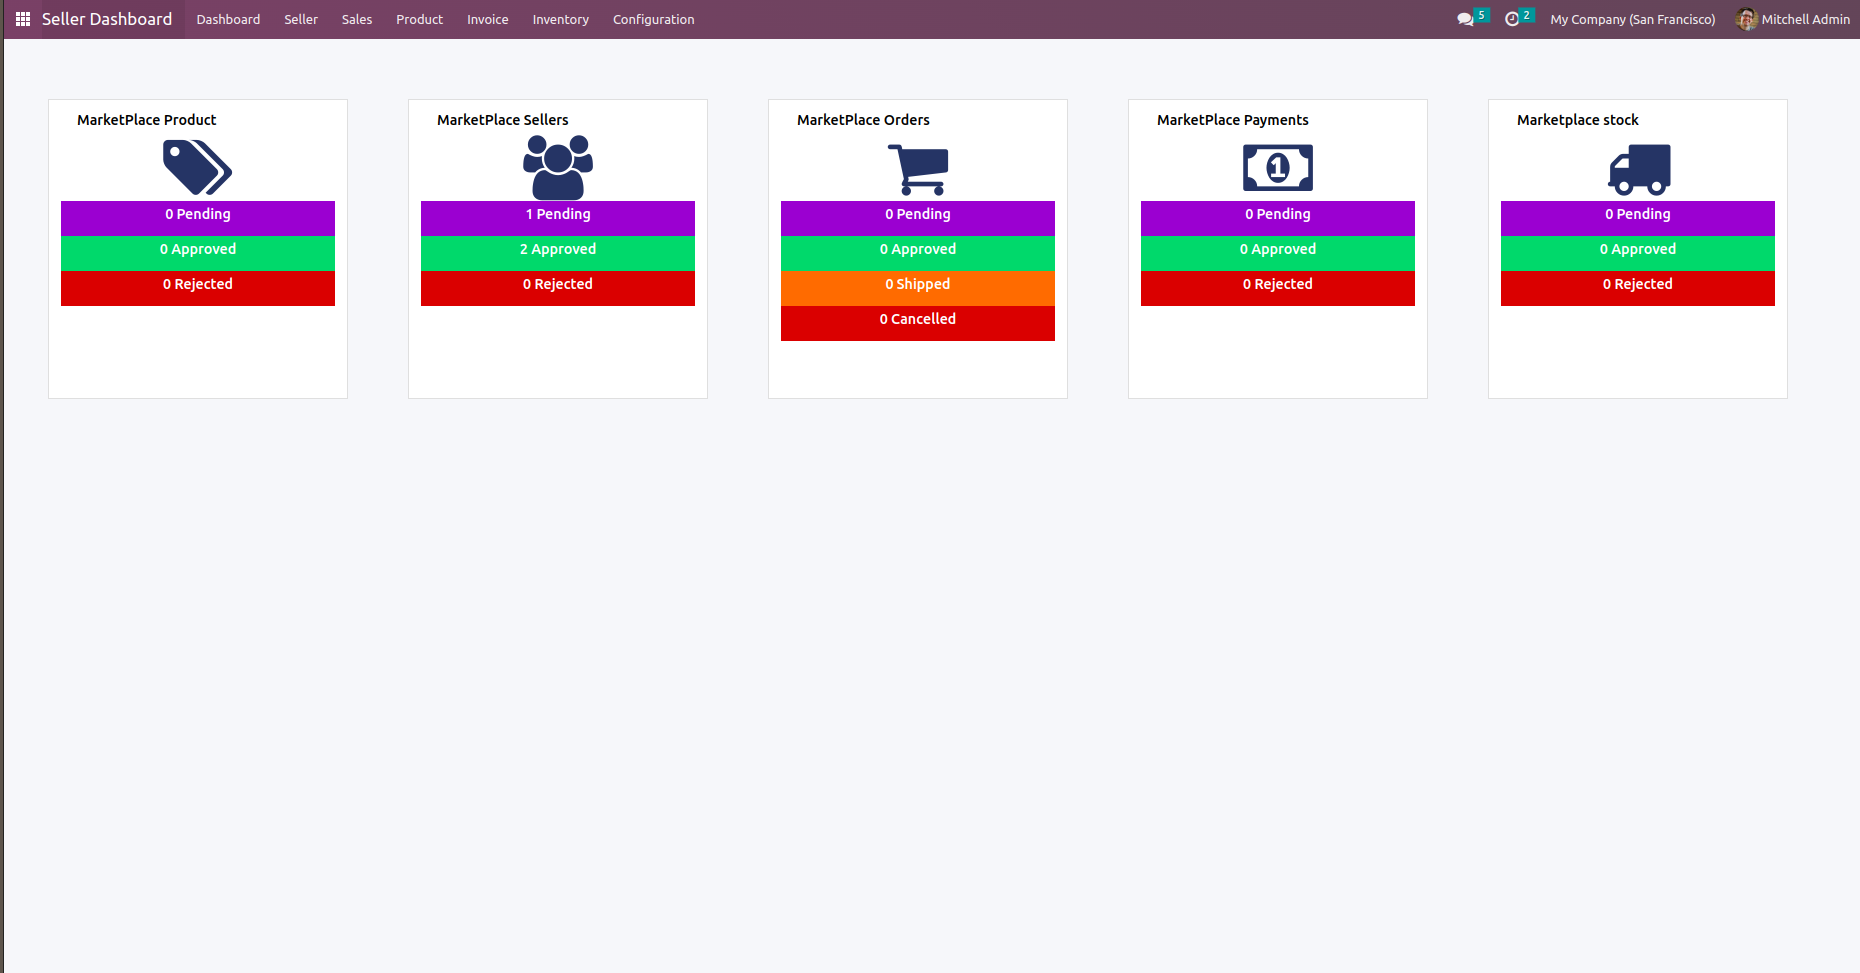 Seller Dashboard Dashboard Seller Sales Product Invoice Inventory Configuration 5 2 My Company (San Francisco) Mitchell Admin
MarketPlace Product
0 Pending
0 Approved
0 Rejected
MarketPlace Sellers
1 Pending
2 Approved
0 Rejected
MarketPlace Orders
0 Pending
0 Approved
0 Shipped
0 Cancelled
MarketPlace Payments
1
0 Pending
0 Approved
0 Rejected
Marketplace stock
0 Pending
0 Approved
0 Rejected